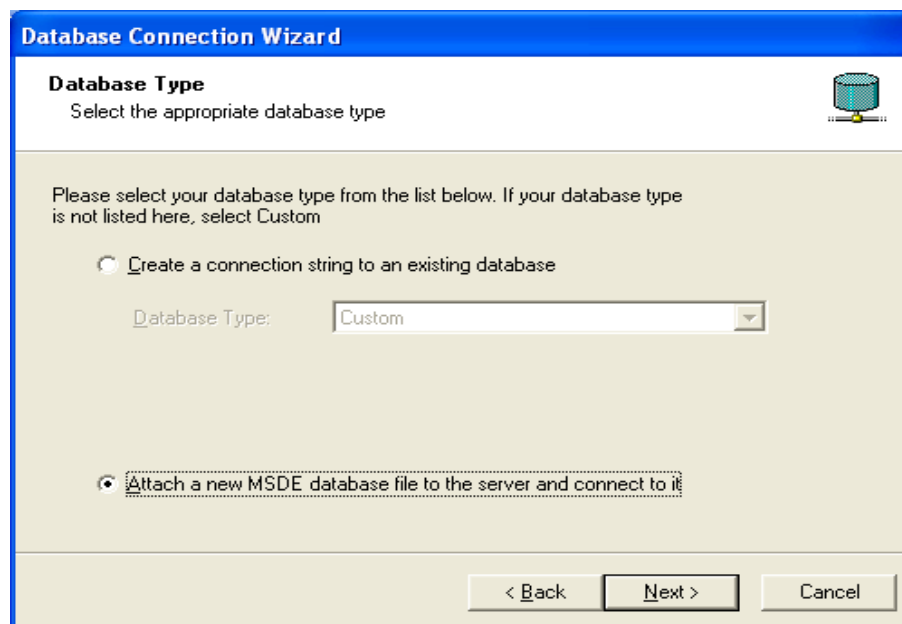 Database Connection Wizard
Database Type
Select the appropriate database type
Please select your database type from the list below. If your database type
is not listed here, select Custom
Create a connection string to an existing database
Database Type: Custom
Attach a new MSDE database file to the server and connect to it
< Back Next > Cancel